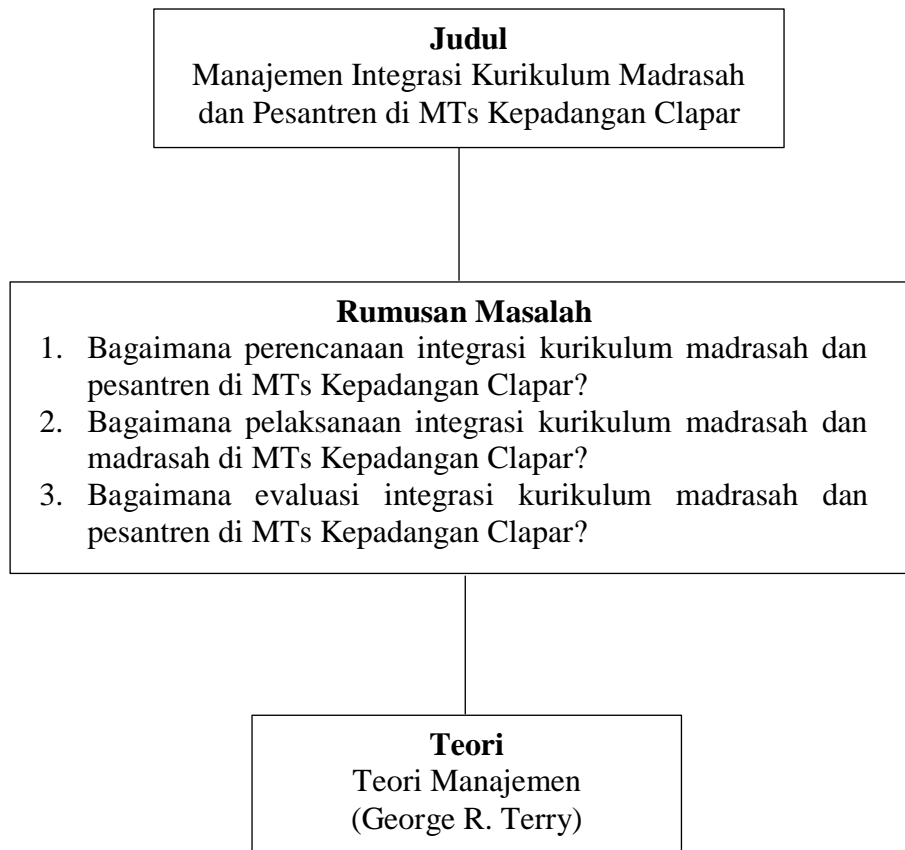 Judul
Manajemen Integrasi Kurikulum Madrasah
dan Pesantren di MTs Kepadangan Clapar
Rumusan Masalah
1. Bagaimana perencanaan integrasi kurikulum madrasah dan
pesantren di MTs Kepadangan Clapar?
2. Bagaimana pelaksanaan integrasi kurikulum madrasah dan
madrasah di MTs Kepadangan Clapar?
3. Bagaimana evaluasi integrasi kurikulum madrasah dan
pesantren di MTs Kepadangan Clapar?
Teori
Teori Manajemen
(George R. Terry)